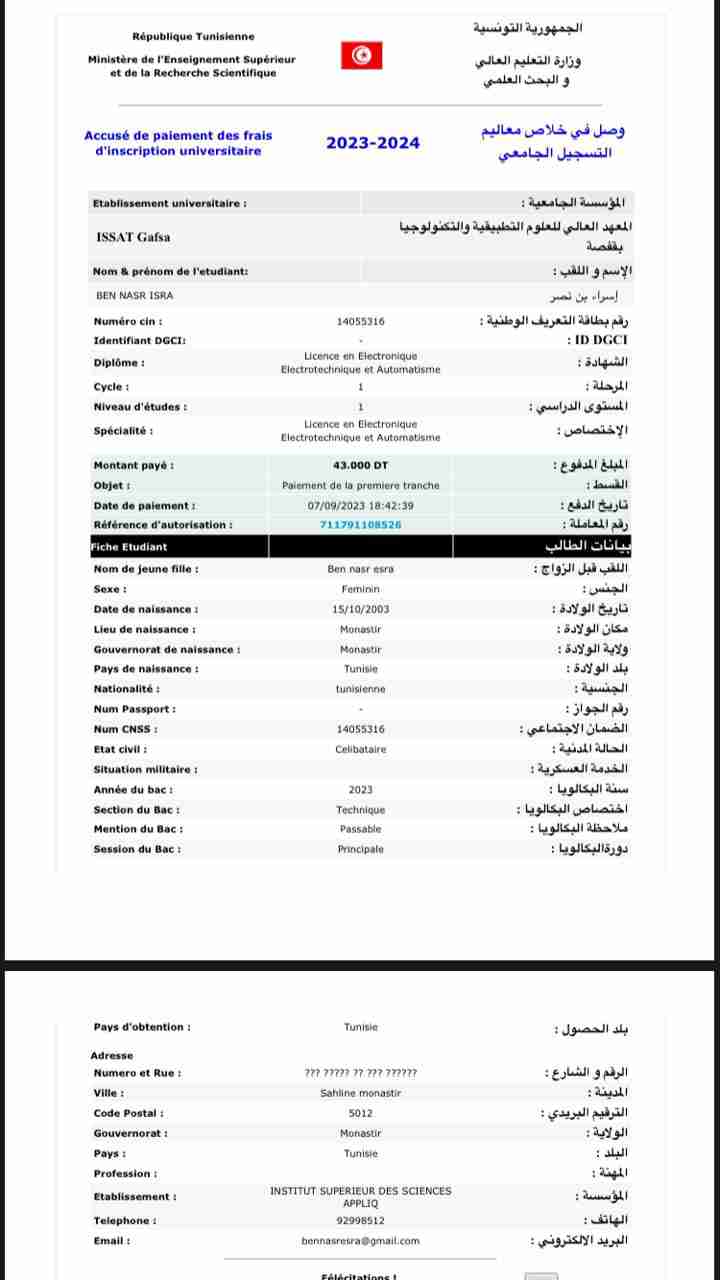 République Tunisienne
الجمهورية التونسية
Ministère de l'Enseignement Supérieur
et de la Recherche Scientifique
وزارة التعليم العالي
و البحث العلمي
Accusé de paiement des frais
d'inscription universitaire
2023-2024
وصل في خلاص معاليم
التسجيل الجامعي
Etablissement universitaire : المؤسسة الجامعية :
ISSAT Gafsa
المعهد العالي للعلوم التطبيقية والتكنولوجيا
بقفصة
Nom & prénom de l'etudiant: الإسم و اللقب :
BEN NASR ISRA إسراء بن نصر
Numéro cin : 14055316 رقم بطاقة التعريف الوطنية :
Identifiant DGCI: - ID DGCI :
Diplôme : Licence en Electronique الشهادة :
Electrotechnique et Automatisme
Cycle : 1 المرحلة :
Niveau d'études : 1 المستوى الدراسي :
Spécialité : Licence en Electronique الإختصاص :
Electrotechnique et Automatisme
Montant payé : 43.000 DT المبلغ المدفوع :
Objet : Paiement de la premiere tranche القسط :
Date de paiement : 07/09/2023 18:42:39 تاريخ الدفع :
Référence d'autorisation : 711791108526 رقم المعاملة :
Fiche Etudiant بيانات الطالب
Nom de jeune fille : Ben nasr esra اللقب قبل الزواج :
Sexe : Feminin الجنس :
Date de naissance : 15/10/2003 تاريخ الولادة :
Lieu de naissance : Monastir مكان الولادة :
Gouvernorat de naissance : Monastir ولاية الولادة :
Pays de naissance : Tunisie بلد الولادة :
Nationalité : tunisienne الجنسية :
Num Passport : - رقم الجواز :
Num CNSS : 14055316 الضمان الاجتماعي :
Etat civil : Celibataire الحالة المدنية :
Situation militaire : الخدمة العسكرية :
Année du bac : 2023 سنة البكالويا :
Section du Bac : Technique اختصاص البكالويا :
Mention du Bac : Passable ملاحظة البكالويا :
Session du Bac : Principale دورةالبكالويا :
Pays d'obtention : Tunisie بلد الحصول :
Adresse
Numero et Rue : ??? ????? ?? ??? ?????? الرقم و الشارع :
Ville : Sahline monastir المدينة :
Code Postal : 5012 الترقيم البريدي :
Gouvernorat : Monastir الولاية :
Pays : Tunisie البلد :
Profession : المهنة :
Etablissement : INSTITUT SUPERIEUR DES SCIENCES المؤسسة :
APPLIQ
Telephone : 92998512 الهاتف :
Email : bennasresra@gmail.com البريد الالكتروني :
Félécitations !